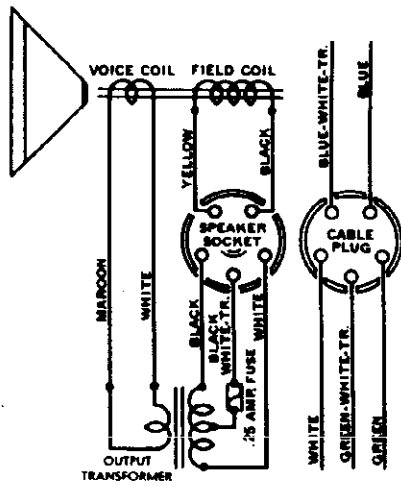 VOICE COIL
FIELD COIL
BLUE-WHITE-TR.
BLUE
YELLOW
BLACK
SPEAKER
SOCKET
CABLE
PLUG
MAROON
WHITE
BLACK
BLACK
WHITE-TR.
WHITE
.25 AMP. FUSE
WHITE
GREEN-WHITE-TR.
GREEN
OUTPUT
TRANSFORMER